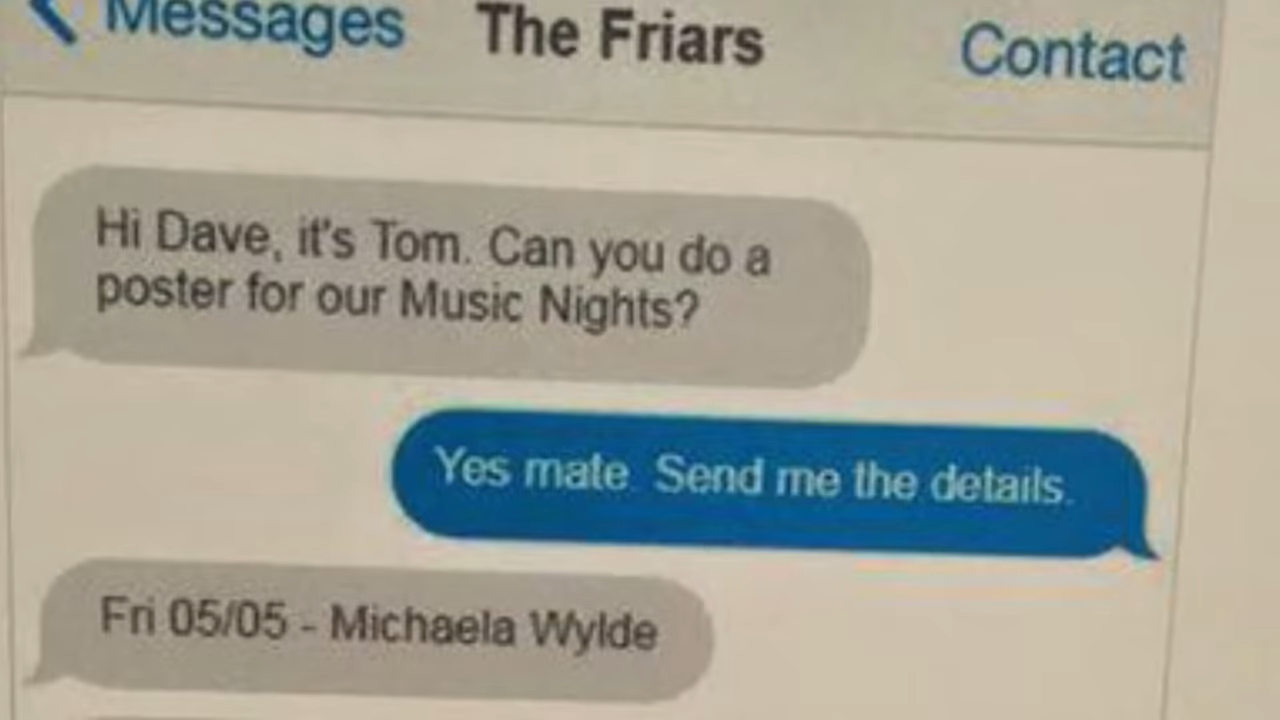 Messages The Friars Contact
Hi Dave, it's Tom. Can you do a
poster for our Music Nights?
Yes mate Send me the details.
Fri 05/05 - Michaela Wylde